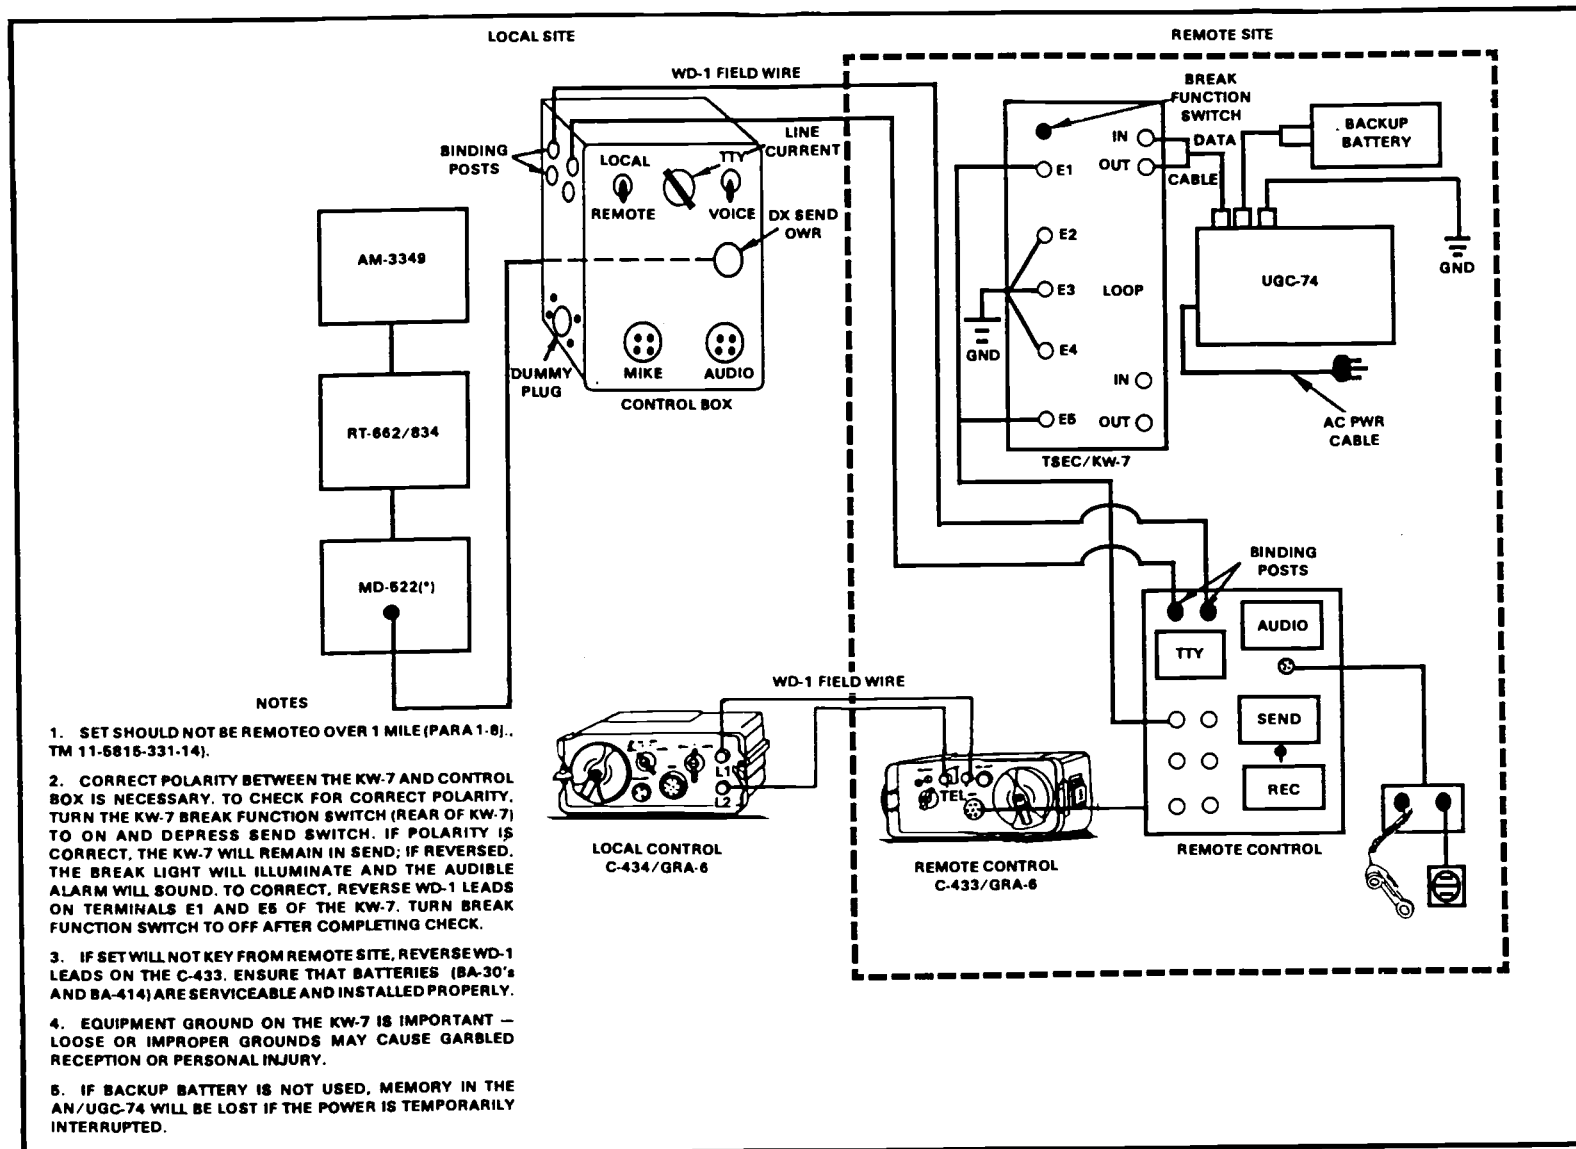 LOCAL SITE
REMOTE SITE
WD-1 FIELD WIRE
BREAK
FUNCTION
SWITCH
BINDING
POSTS
LOCAL
REMOTE
LINE
CURRENT
TTY
VOICE
DX SEND
OWR
DUMMY
PLUG
MIKE
AUDIO
CONTROL BOX
AM-3349
RT-662/834
MD-522(*)
E1
E2
E3
E4
E5
IN
OUT
LOOP
IN
OUT
GND
TSEC/KW-7
DATA
CABLE
BACKUP
BATTERY
UGC-74
GND
AC PWR
CABLE
BINDING
POSTS
AUDIO
TTY
SEND
REC
REMOTE CONTROL
WD-1 FIELD WIRE
L1
L2
LOCAL CONTROL
C-434/GRA-6
TEL
REMOTE CONTROL
C-433/GRA-6
NOTES
1. SET SHOULD NOT BE REMOTED OVER 1 MILE (PARA 1-8j.,
TM 11-5815-331-14).
2. CORRECT POLARITY BETWEEN THE KW-7 AND CONTROL
BOX IS NECESSARY. TO CHECK FOR CORRECT POLARITY,
TURN THE KW-7 BREAK FUNCTION SWITCH (REAR OF KW-7)
TO ON AND DEPRESS SEND SWITCH. IF POLARITY IS
CORRECT, THE KW-7 WILL REMAIN IN SEND; IF REVERSED,
THE BREAK LIGHT WILL ILLUMINATE AND THE AUDIBLE
ALARM WILL SOUND. TO CORRECT, REVERSE WD-1 LEADS
ON TERMINALS E1 AND E5 OF THE KW-7. TURN BREAK
FUNCTION SWITCH TO OFF AFTER COMPLETING CHECK.
3. IF SET WILL NOT KEY FROM REMOTE SITE, REVERSE WD-1
LEADS ON THE C-433. ENSURE THAT BATTERIES (BA-30's
AND BA-414) ARE SERVICEABLE AND INSTALLED PROPERLY.
4. EQUIPMENT GROUND ON THE KW-7 IS IMPORTANT —
LOOSE OR IMPROPER GROUNDS MAY CAUSE GARBLED
RECEPTION OR PERSONAL INJURY.
5. IF BACKUP BATTERY IS NOT USED, MEMORY IN THE
AN/UGC-74 WILL BE LOST IF THE POWER IS TEMPORARILY
INTERRUPTED.